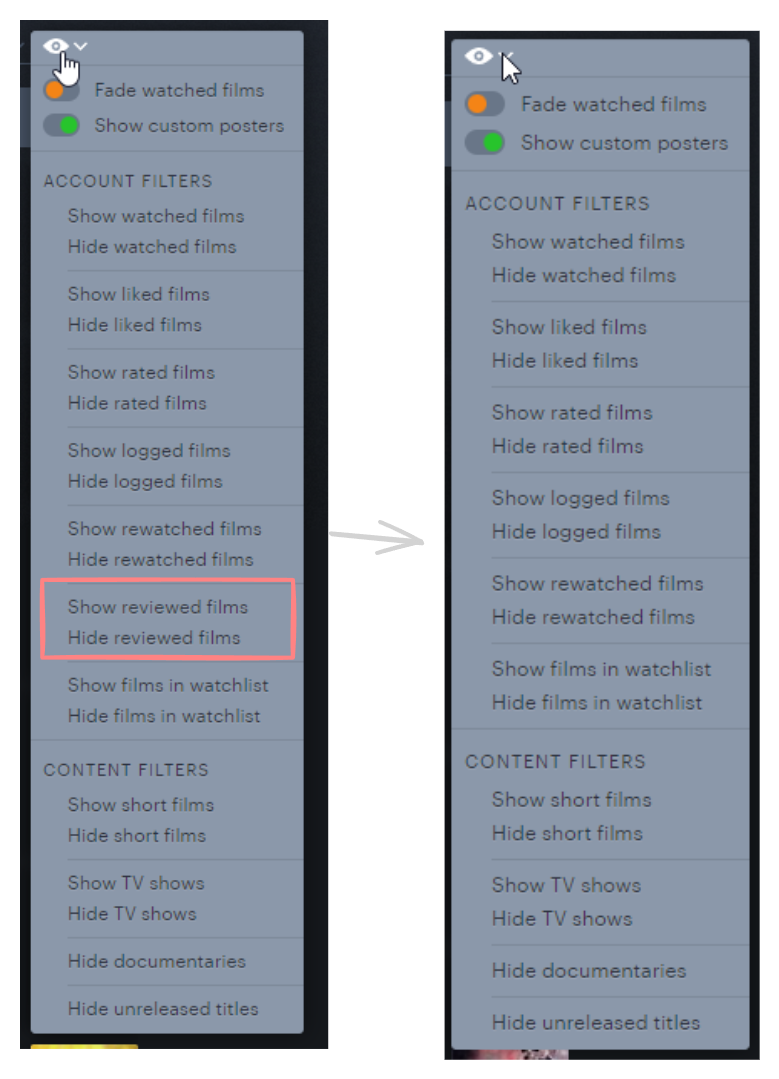 Fade watched films
Show custom posters
ACCOUNT FILTERS
Show watched films
Hide watched films
Show liked films
Hide liked films
Show rated films
Hide rated films
Show logged films
Hide logged films
Show rewatched films
Hide rewatched films
Show reviewed films
Hide reviewed films
Show films in watchlist
Hide films in watchlist
CONTENT FILTERS
Show short films
Hide short films
Show TV shows
Hide TV shows
Hide documentaries
Hide unreleased titles
Fade watched films
Show custom posters
ACCOUNT FILTERS
Show watched films
Hide watched films
Show liked films
Hide liked films
Show rated films
Hide rated films
Show logged films
Hide logged films
Show rewatched films
Hide rewatched films
Show films in watchlist
Hide films in watchlist
CONTENT FILTERS
Show short films
Hide short films
Show TV shows
Hide TV shows
Hide documentaries
Hide unreleased titles